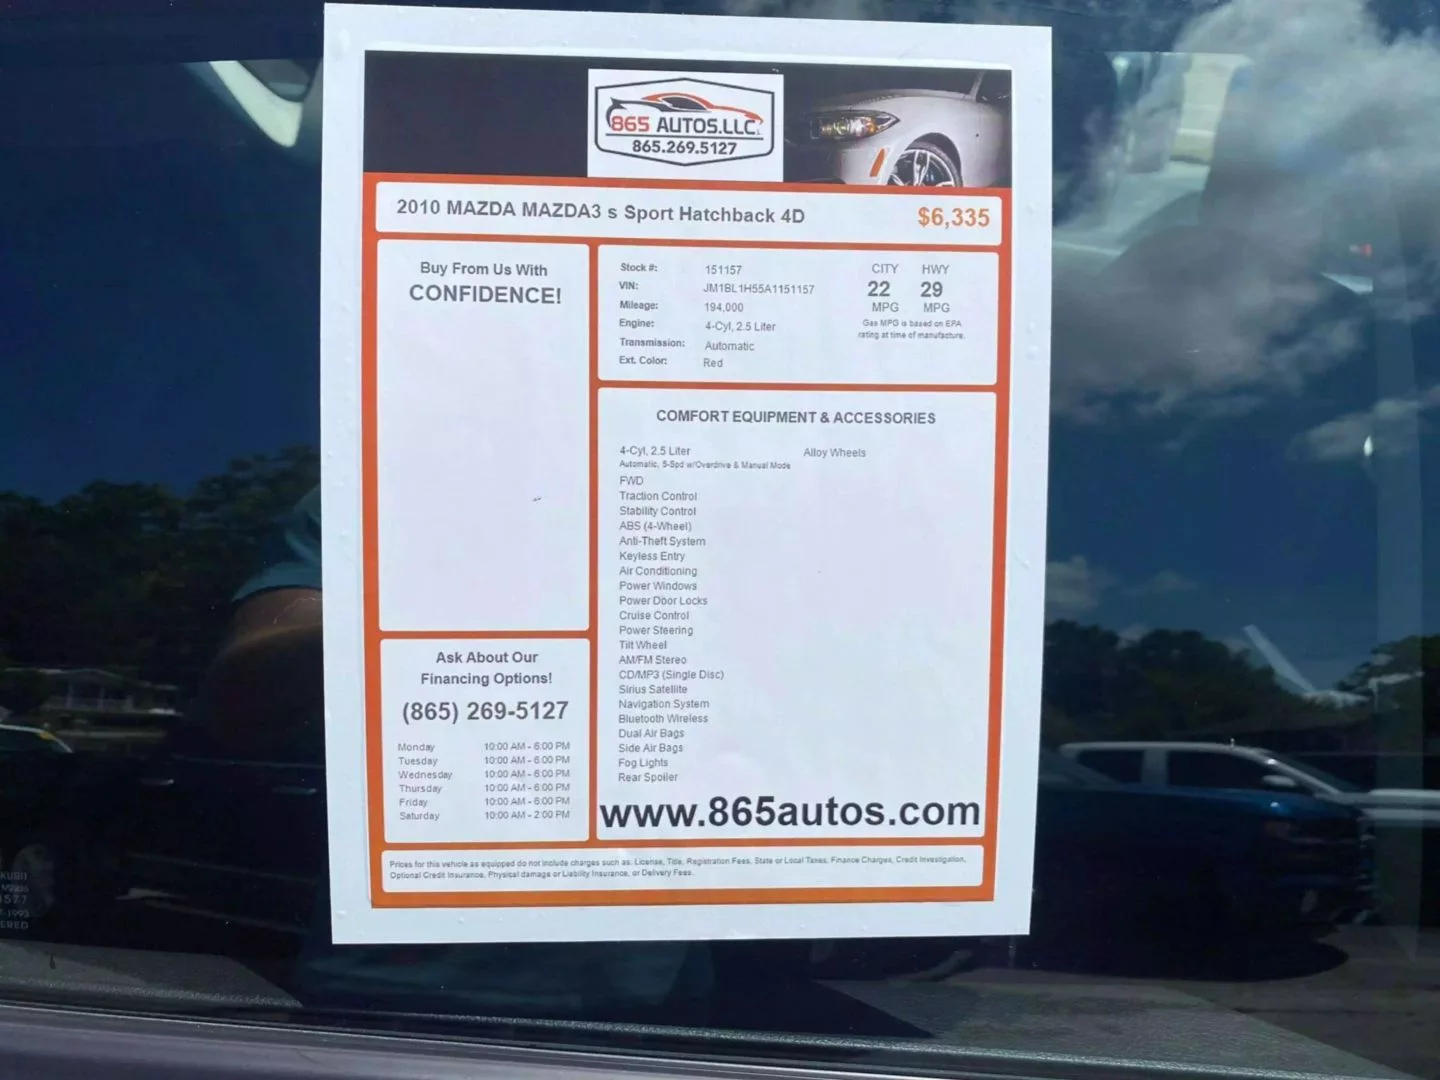 865 AUTOS.LLC
865.269.5127
2010 MAZDA MAZDA3 s Sport Hatchback 4D
$6,335
Buy From Us With
CONFIDENCE!
Stock #: 151157
VIN: JM1BL1H55A1151157
Mileage: 194,000
Engine: 4-Cyl, 2.5 Liter
Transmission: Automatic
Ext. Color: Red
CITY HWY
22 29
MPG MPG
Gas MPG is based on EPA
rating at time of manufacture.
COMFORT EQUIPMENT & ACCESSORIES
4-Cyl, 2.5 Liter
Automatic, 5-Spd w/Overdrive & Manual Mode
FWD
Traction Control
Stability Control
ABS (4-Wheel)
Anti-Theft System
Keyless Entry
Air Conditioning
Power Windows
Power Door Locks
Cruise Control
Power Steering
Tilt Wheel
AM/FM Stereo
CD/MP3 (Single Disc)
Sirius Satellite
Navigation System
Bluetooth Wireless
Dual Air Bags
Side Air Bags
Fog Lights
Rear Spoiler
Alloy Wheels
www.865autos.com
Ask About Our
Financing Options!
(865) 269-5127
Monday 10:00 AM - 6:00 PM
Tuesday 10:00 AM - 6:00 PM
Wednesday 10:00 AM - 6:00 PM
Thursday 10:00 AM - 6:00 PM
Friday 10:00 AM - 6:00 PM
Saturday 10:00 AM - 2:00 PM
Prices for this vehicle as equipped do not include charges such as: License, Title, Registration Fees, State or Local Taxes, Finance Charges, Credit Investigation,
Optional Credit Insurance, Physical damage or Liability Insurance, or Delivery Fees.